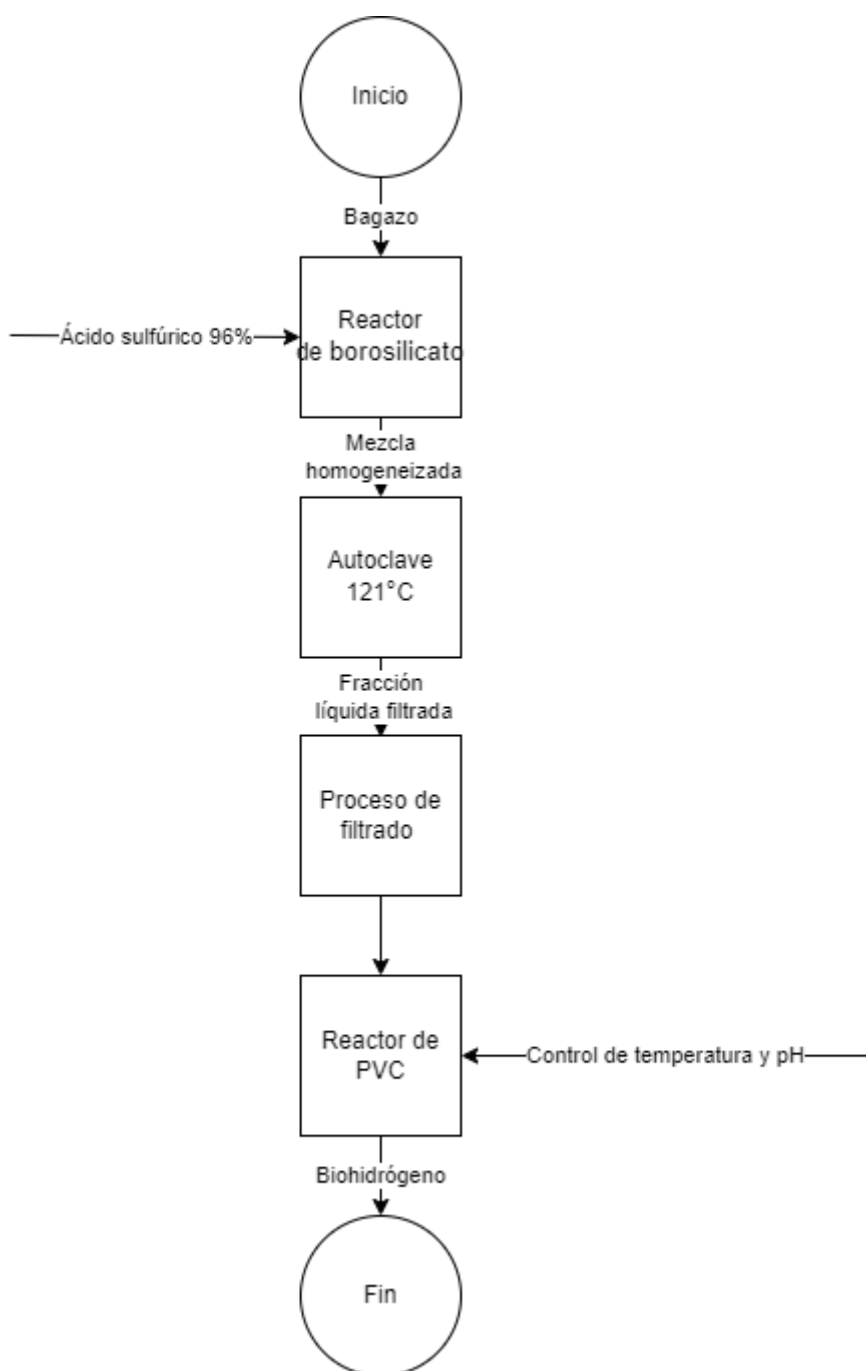 Inicio
Bagazo
Ácido sulfúrico 96%
Reactor
de borosilicato
Mezcla
homogeneizada
Autoclave
121°C
Fracción
líquida filtrada
Proceso de
filtrado
Reactor de
PVC
Control de temperatura y pH
Biohidrógeno
Fin